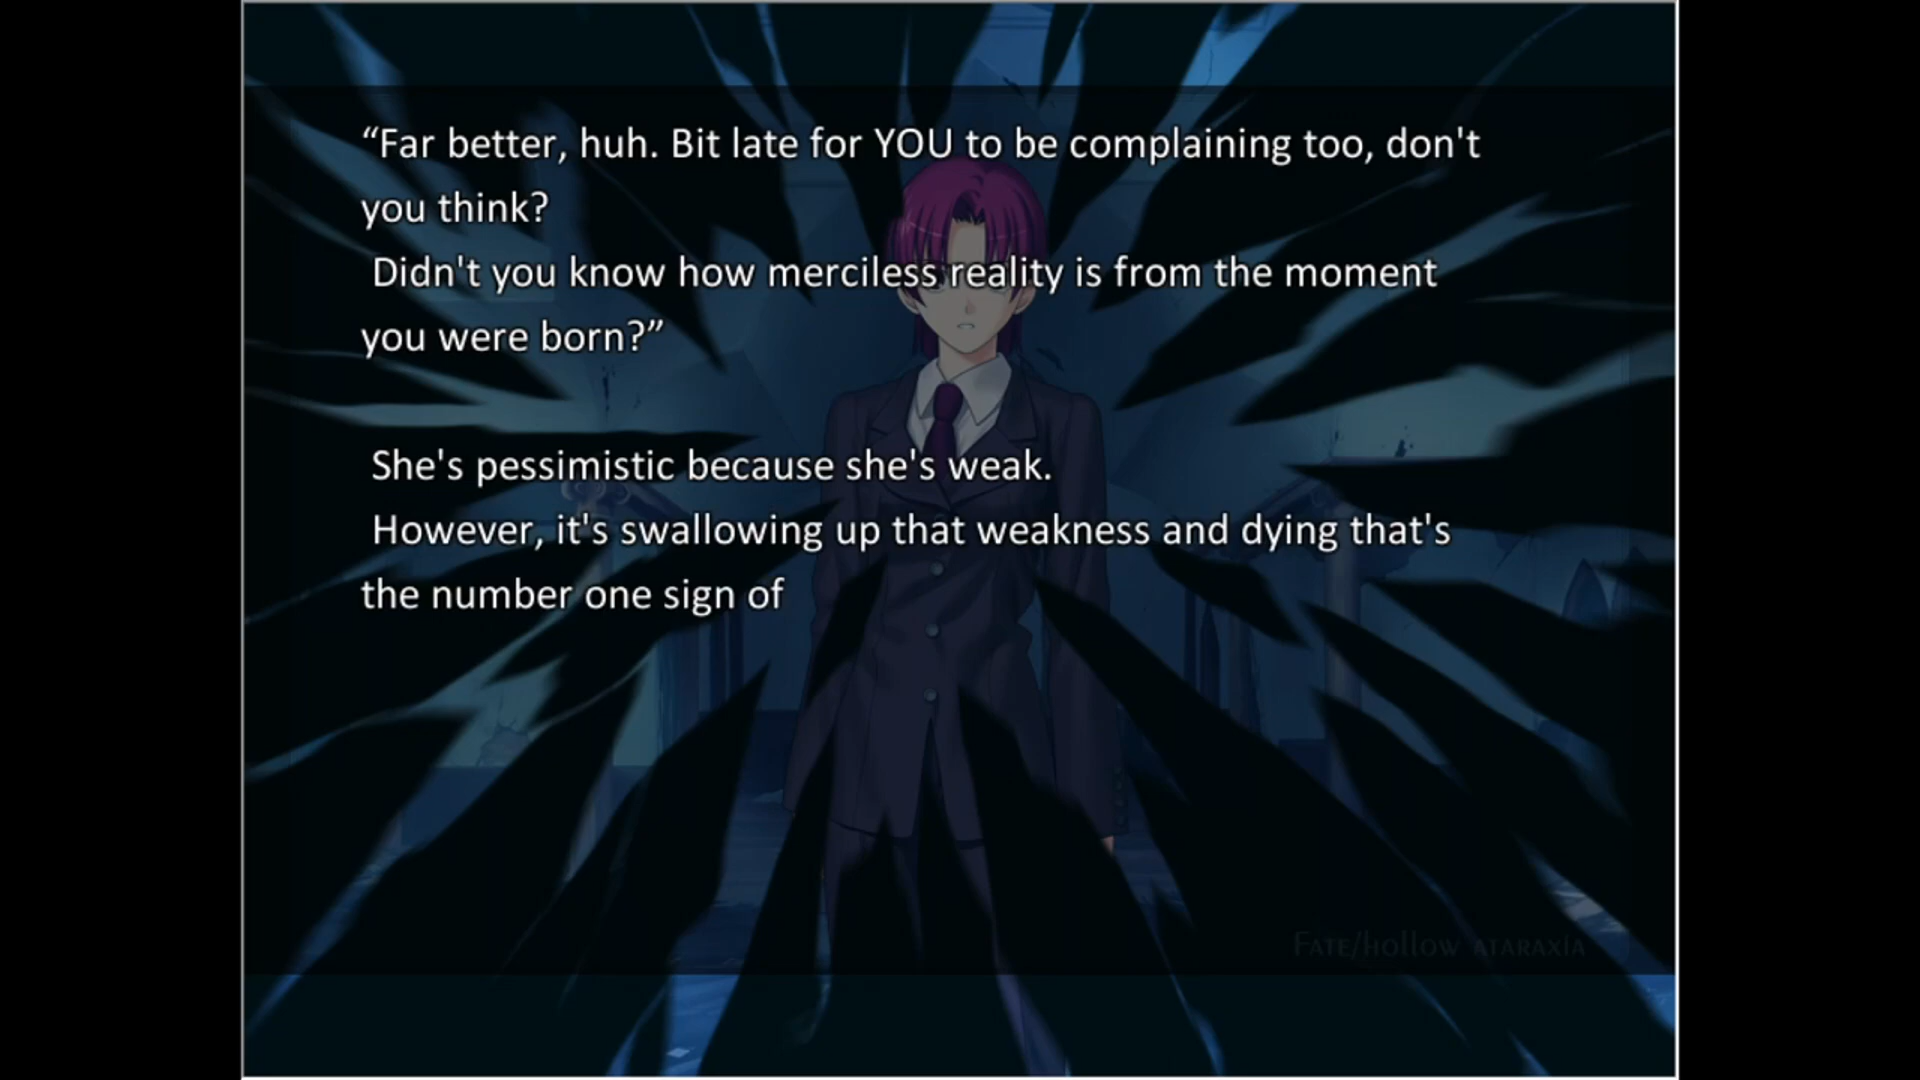 “Far better, huh. Bit late for YOU to be complaining too, don't
you think?
Didn't you know how merciless reality is from the moment
you were born?”
She's pessimistic because she's weak.
However, it's swallowing up that weakness and dying that's
the number one sign of
Fate/hollow ataraxia